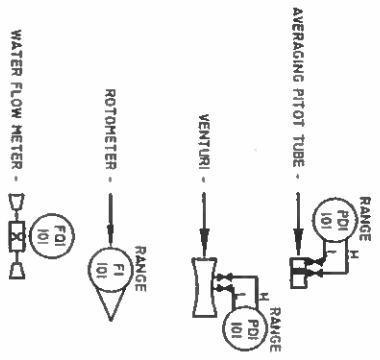 AVERAGING PITOT TUBE -
RANGE
PDI
101
H
VENTURI -
RANGE
PDI
101
H
ROTOMETER -
RANGE
FI
101
WATER FLOW METER -
FQI
101